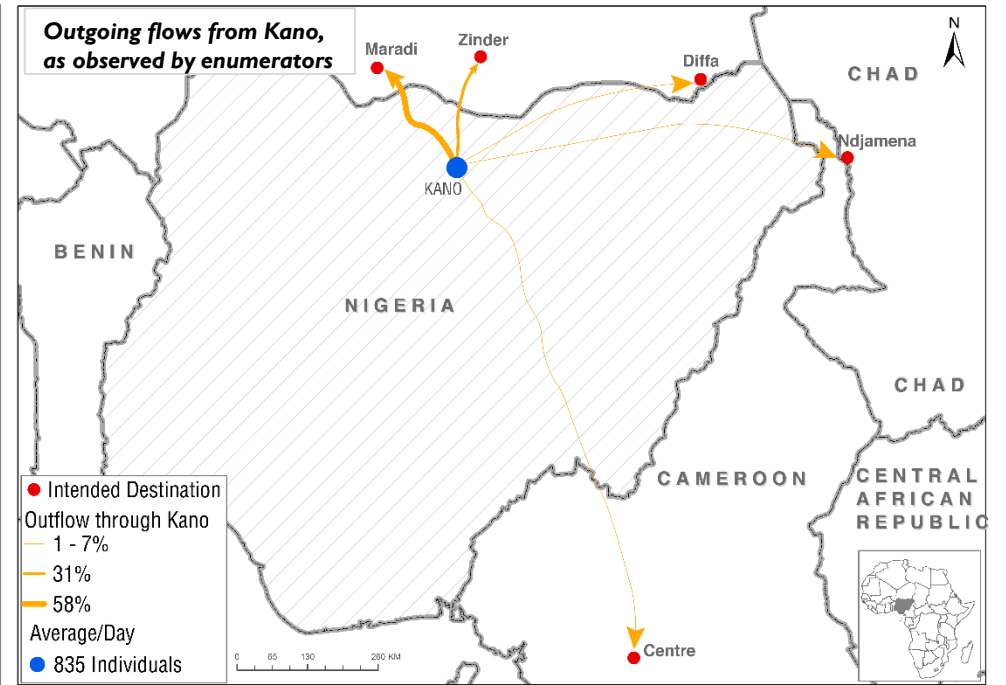 Outgoing flows from Kano,
as observed by enumerators
N
Maradi
Zinder
Diffa
CHAD
Ndjamena
KANO
BENIN
NIGERIA
CHAD
CAMEROON
CENTRAL
AFRICAN
REPUBLIC
Intended Destination
Outflow through Kano
1 - 7%
31%
58%
Average/Day
835 Individuals
0 65 130 260 KM
Centre